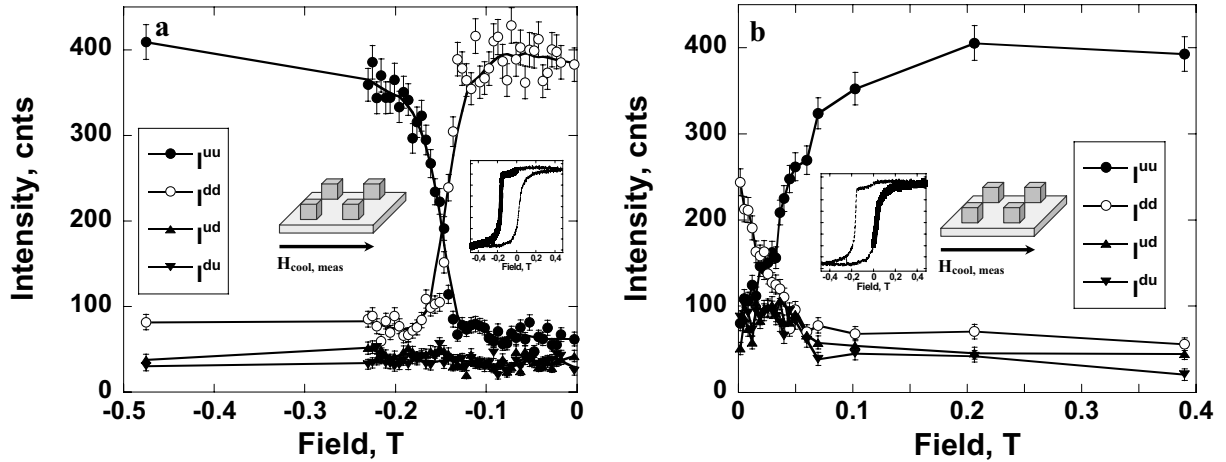 a
Intensity, cnts
400
300
200
100
0
I^uu
I^dd
I^ud
I^du
H_cool, meas
-0,4 -0,2 0 0,2 0,4
Field, T
-0.5 -0.4 -0.3 -0.2 -0.1 0
Field, T
b
Intensity, cnts
400
300
200
100
0
-0,4 -0,2 0 0,2 0,4
Field, T
H_cool, meas
I^uu
I^dd
I^ud
I^du
0 0.1 0.2 0.3 0.4
Field, T